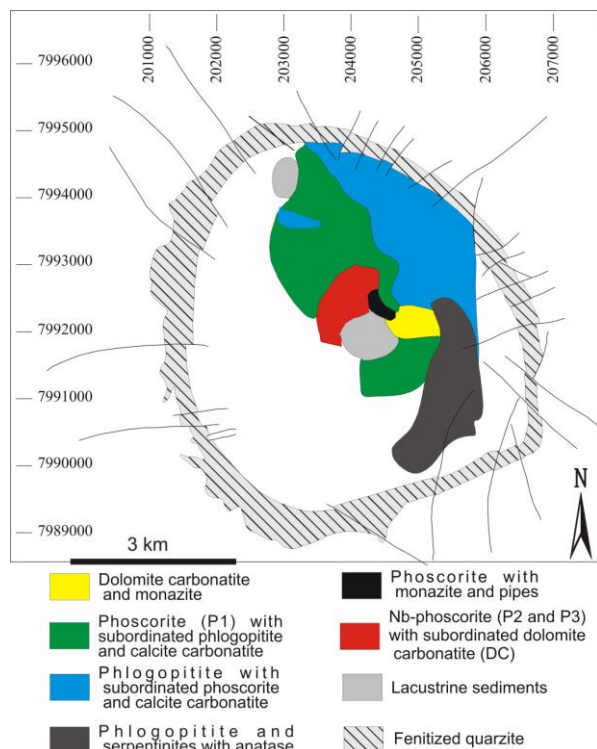 201000 202000 203000 204000 205000 206000 207000
7996000
7995000
7994000
7993000
7992000
7991000
7990000
7989000
N
3 km
Dolomite carbonatite
and monazite
Phoscorite (P1) with
subordinated phlogopitite
and calcite carbonatite
Phlogopitite with
subordinated phoscorite
and calcite carbonatite
Phlogopitite and
serpentinites with anatase
Phoscorite with
monazite and pipes
Nb-phoscorite (P2 and P3)
with subordinated dolomite
carbonatite (DC)
Lacustrine sediments
Fenitized quarzite